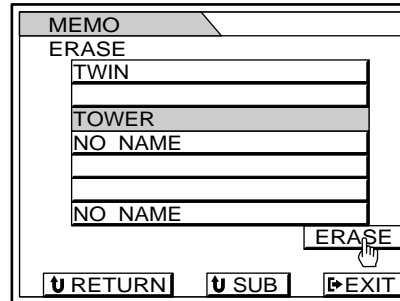 MEMO
ERASE
TWIN
TOWER
NO NAME
NO NAME
ERASE
RETURN SUB EXIT